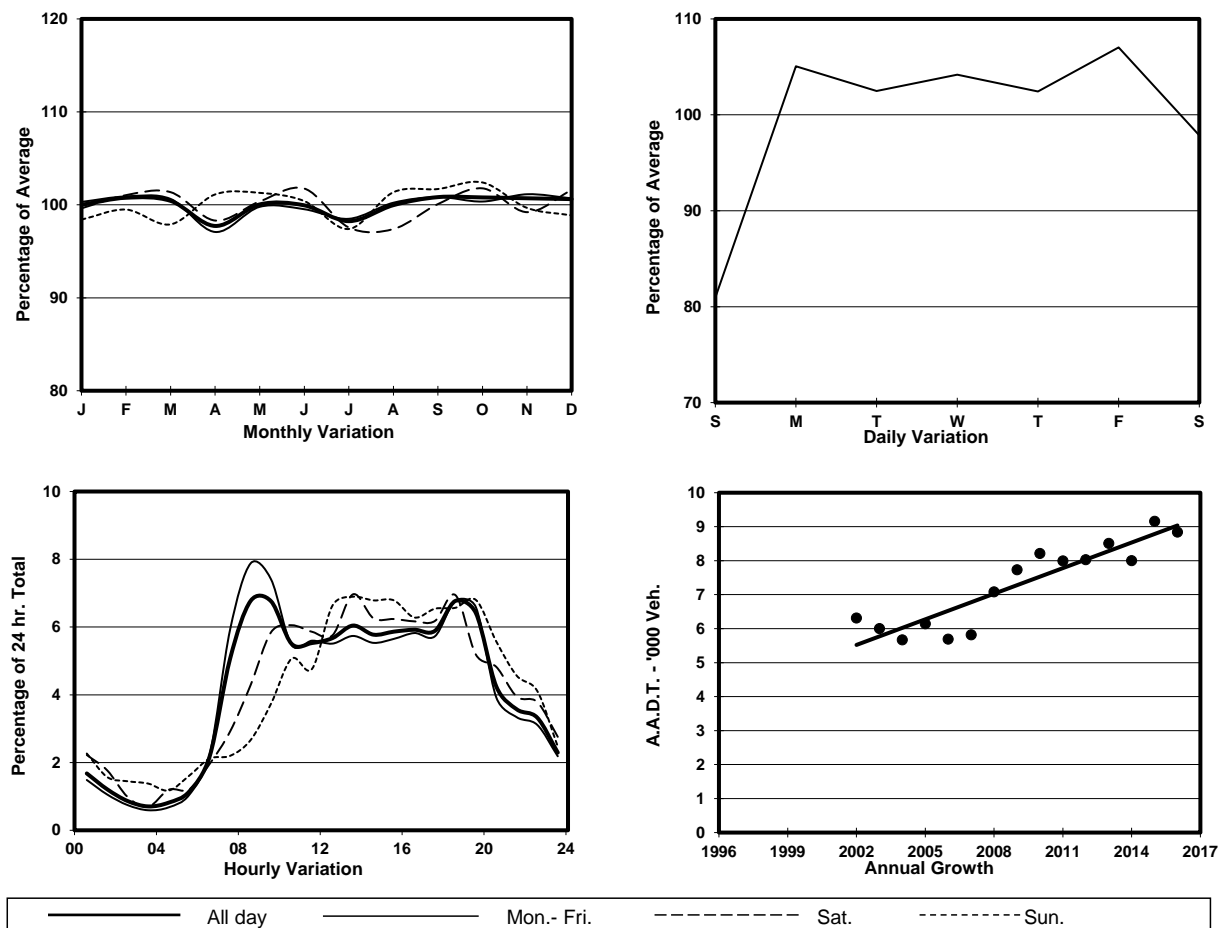 120
110
100
90
80
Percentage of Average
J F M A M J J A S O N D
Monthly Variation
110
100
90
80
70
Percentage of Average
S M T W T F S
Daily Variation
10
8
6
4
2
0
Percentage of 24 hr. Total
00 04 08 12 16 20 24
Hourly Variation
10
9
8
7
6
5
4
3
2
1
0
A.A.D.T. - '000 Veh.
1996 1999 2002 2005 2008 2011 2014 2017
Annual Growth
All day Mon.- Fri. Sat. Sun.